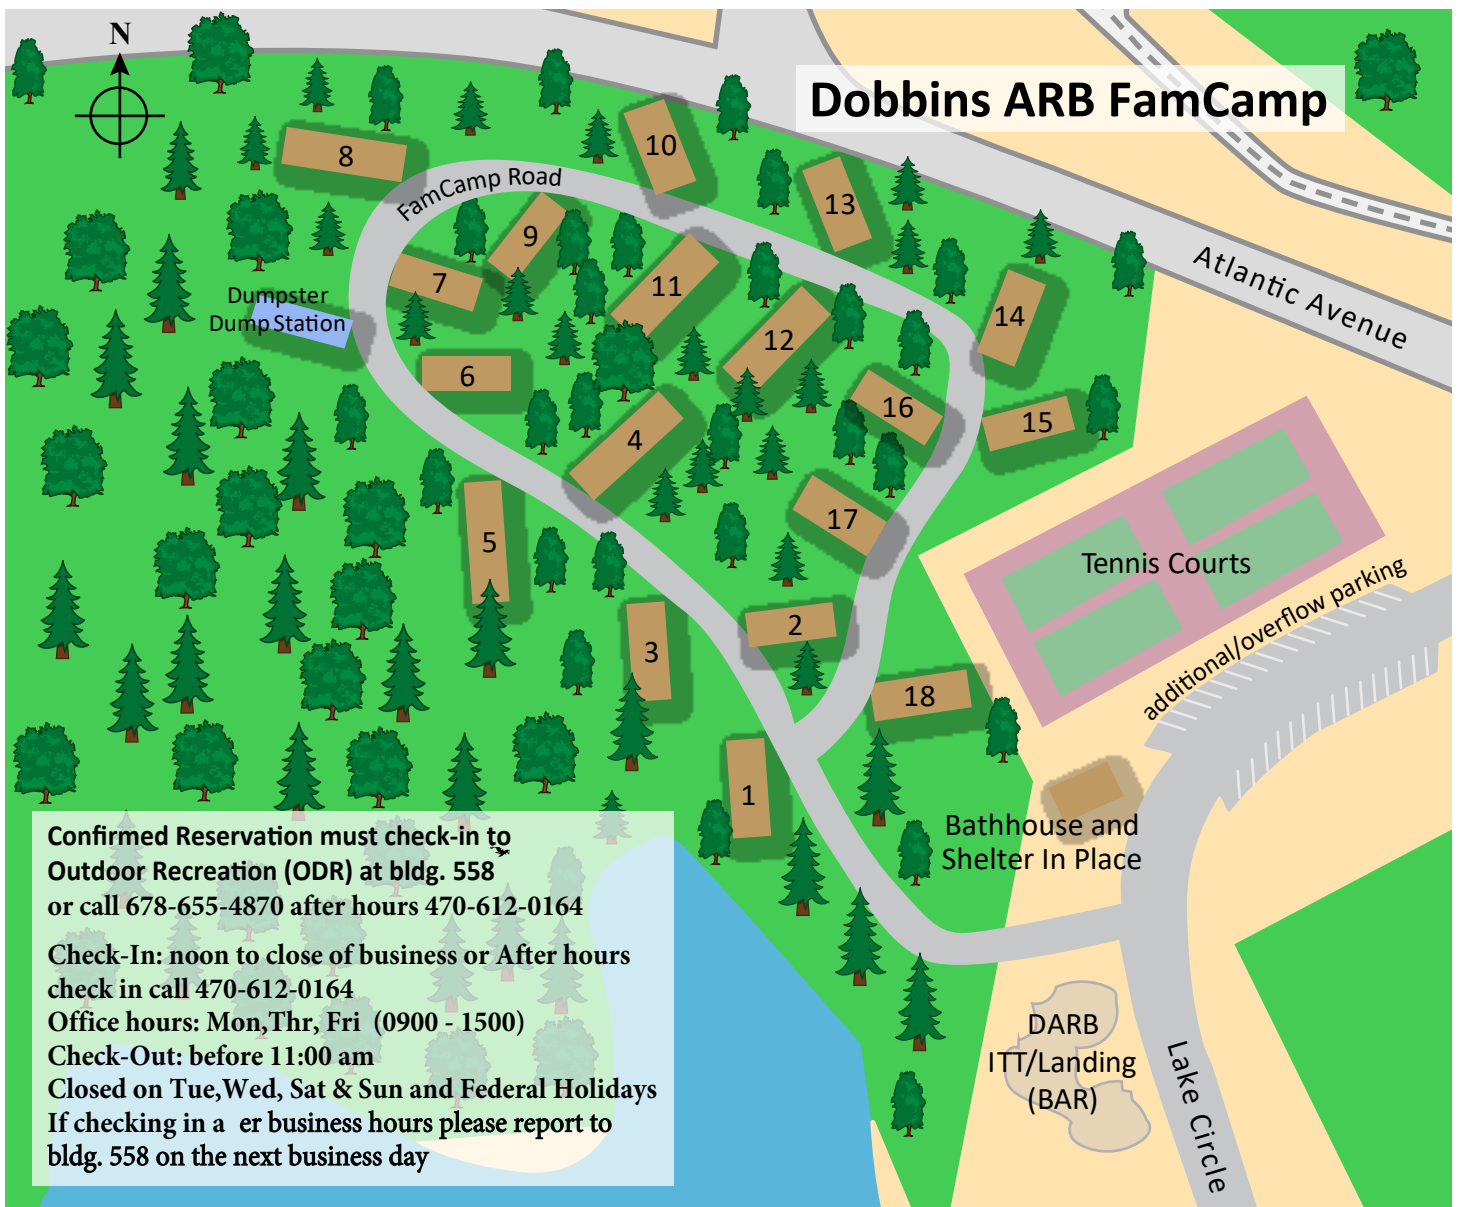 N
Dobbins ARB FamCamp
10
8
FamCamp Road
13
9
Atlantic Avenue
7
11
Dumpster
Dump Station
14
12
6
16
15
4
17
5
Tennis Courts
additional/overflow parking
2
3
18
1
Bathhouse and
Shelter In Place
Confirmed Reservation must check-in to
Outdoor Recreation (ODR) at bldg. 558
or call 678-655-4870 after hours 470-612-0164
Check-In: noon to close of business or After hours
check in call 470-612-0164
Office hours: Mon,Thr, Fri (0900 - 1500)
Check-Out: before 11:00 am
Closed on Tue,Wed, Sat & Sun and Federal Holidays
If checking in a er business hours please report to
bldg. 558 on the next business day
DARB
ITT/Landing
(BAR)
Lake Circle